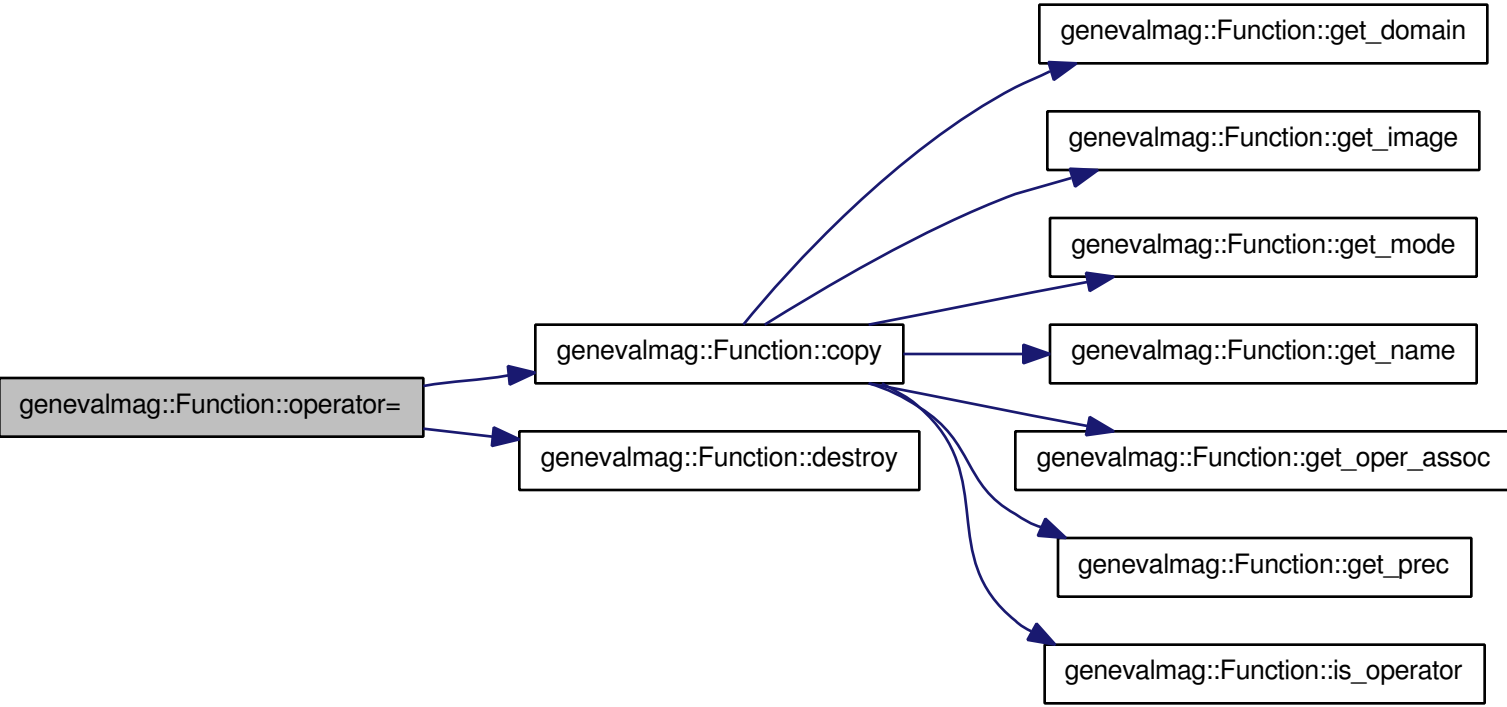 genevalmag::Function::get_domain
genevalmag::Function::get_image
genevalmag::Function::get_mode
genevalmag::Function::copy
genevalmag::Function::get_name
genevalmag::Function::operator=
genevalmag::Function::destroy
genevalmag::Function::get_oper_assoc
genevalmag::Function::get_prec
genevalmag::Function::is_operator